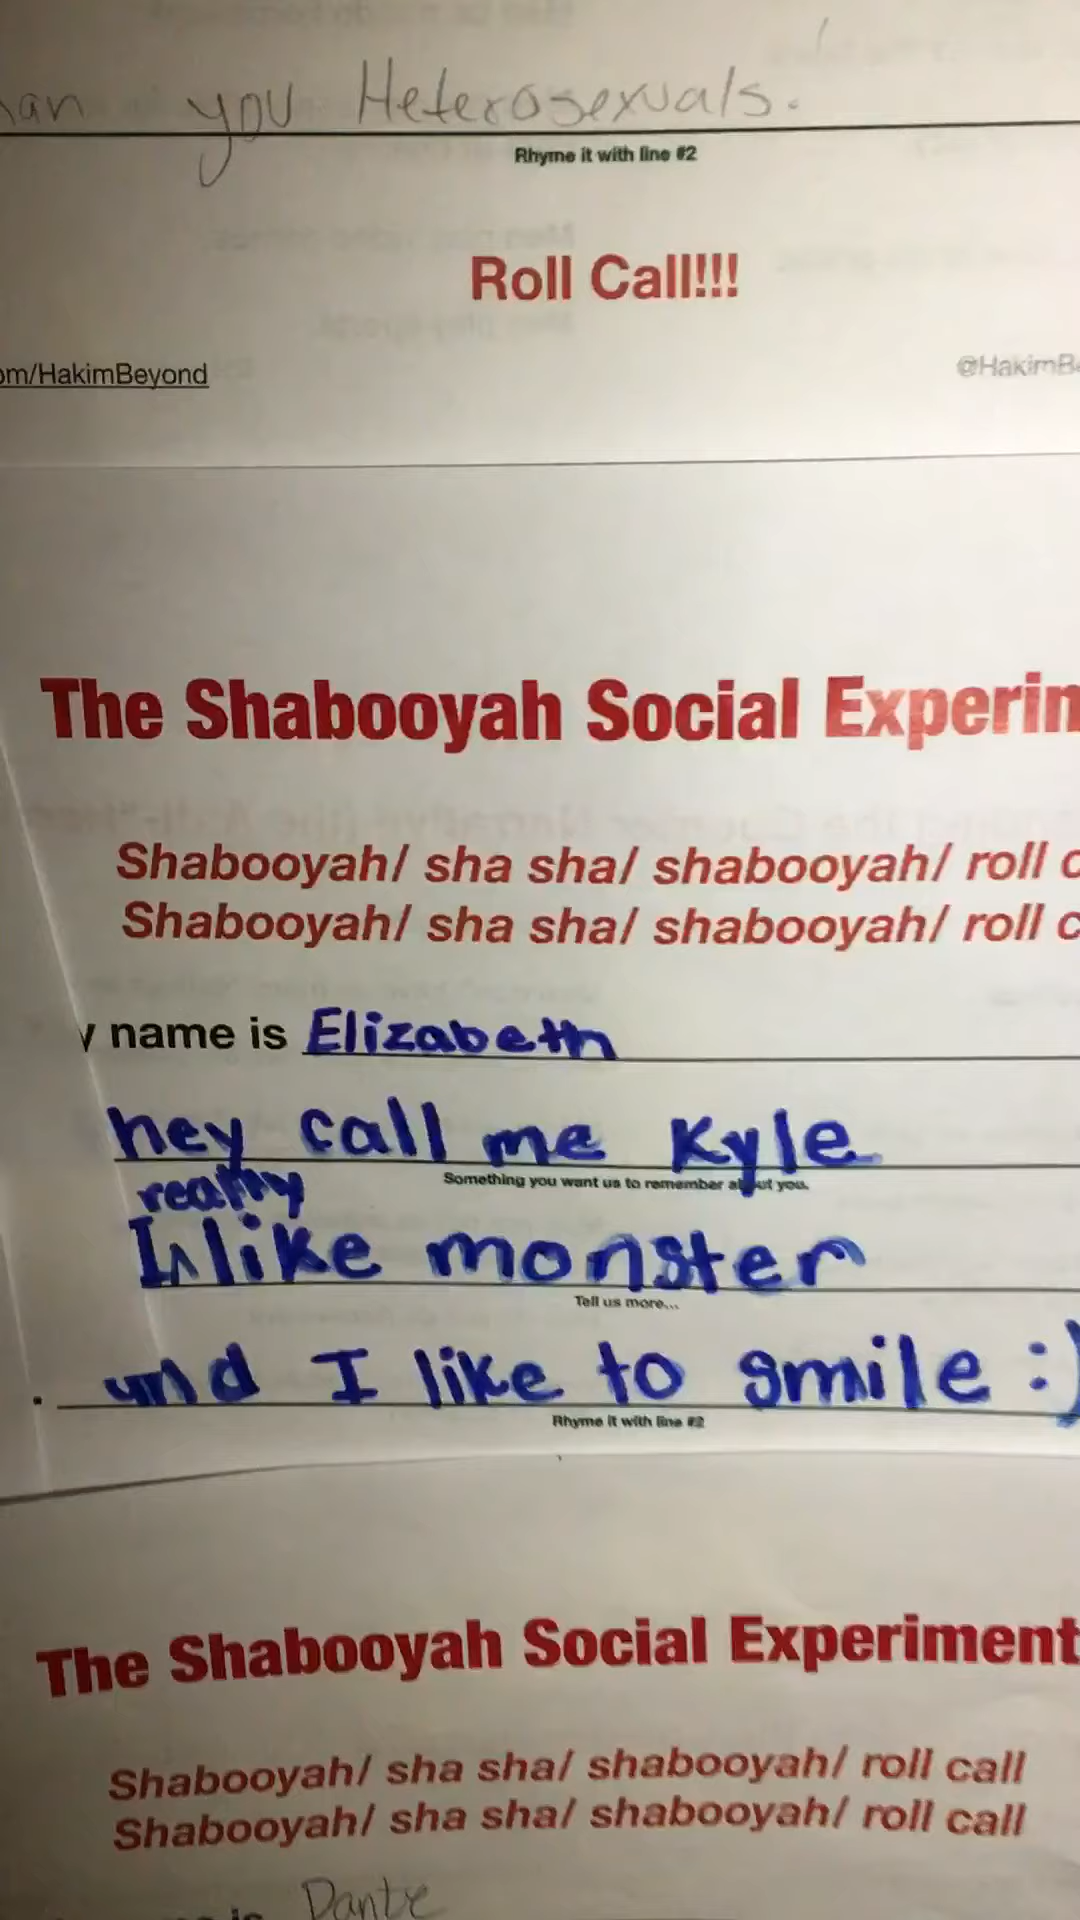 you Heterosexuals.
Rhyme it with line #2
Roll Call!!!
om/HakimBeyond
@HakimBe
The Shabooyah Social Experim
Shabooyah/ sha sha/ shabooyah/ roll c
Shabooyah/ sha sha/ shabooyah/ roll c
y name is Elizabeth
hey call me Kyle
Something you want us to remember about you.
really
I ^ like monster
Tell us more...
. and I like to smile :)
Rhyme it with line #2
The Shabooyah Social Experiment
Shabooyah/ sha sha/ shabooyah/ roll call
Shabooyah/ sha sha/ shabooyah/ roll call
is Dante